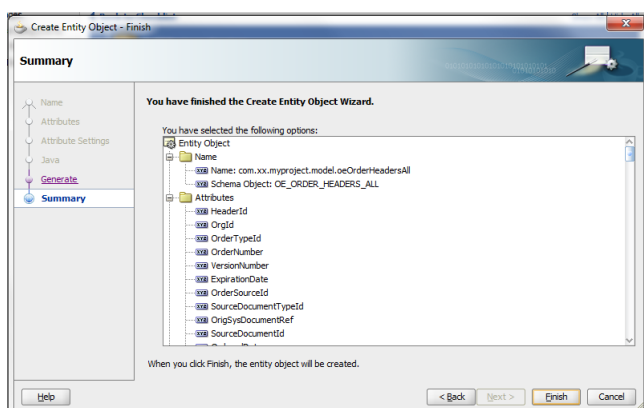 Create Entity Object - Finish
Summary
Name
Attributes
Attribute Settings
Java
Generate
Summary
You have finished the Create Entity Object Wizard.
You have selected the following options:
Entity Object
Name
Name: com.xx.myproject.model.oeOrderHeadersAll
Schema Object: OE_ORDER_HEADERS_ALL
Attributes
HeaderId
OrgId
OrderTypeId
OrderNumber
VersionNumber
ExpirationDate
OrderSourceId
SourceDocumentTypeId
OrigSysDocumentRef
SourceDocumentId
When you click Finish, the entity object will be created.
Help
< Back
Next >
Finish
Cancel